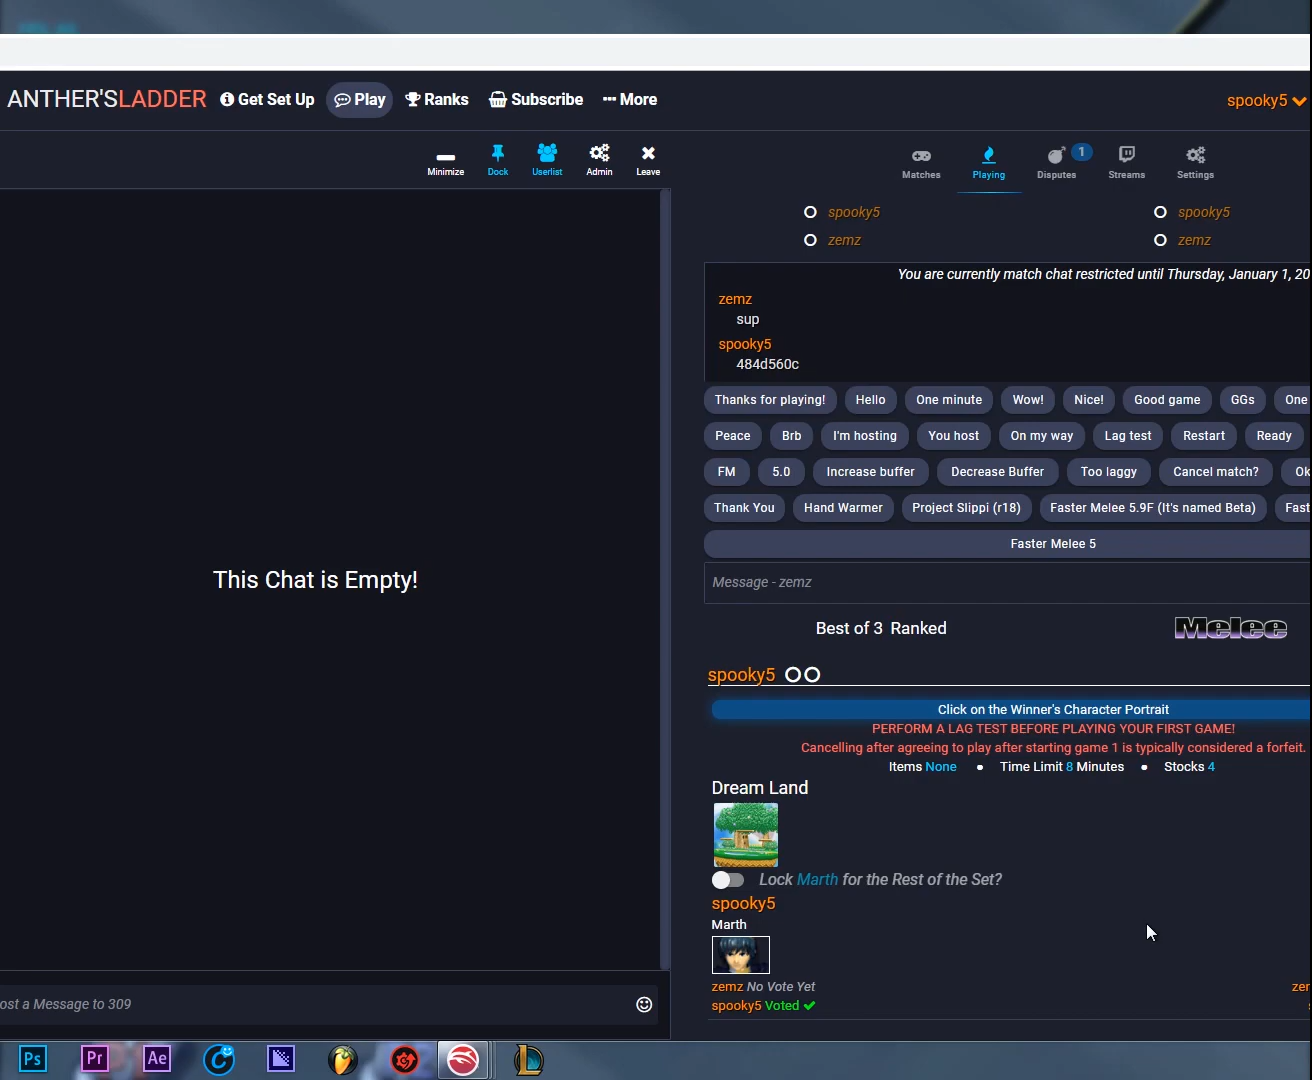 ANTHER'SLADDER Get Set Up Play Ranks Subscribe More spooky5
Minimize Dock Userlist Admin Leave
Matches Playing Disputes 1 Streams Settings
spooky5 spooky5
zemz zemz
You are currently match chat restricted until Thursday, January 1, 20
zemz
sup
spooky5
484d560c
Thanks for playing! Hello One minute Wow! Nice! Good game GGs One
Peace Brb I'm hosting You host On my way Lag test Restart Ready
FM 5.0 Increase buffer Decrease Buffer Too laggy Cancel match? Ok
Thank You Hand Warmer Project Slippi (r18) Faster Melee 5.9F (It's named Beta) Fast
Faster Melee 5
This Chat is Empty!
Message - zemz
Best of 3 Ranked Melee
spooky5
Click on the Winner's Character Portrait
PERFORM A LAG TEST BEFORE PLAYING YOUR FIRST GAME!
Cancelling after agreeing to play after starting game 1 is typically considered a forfeit.
Items None • Time Limit 8 Minutes • Stocks 4
Dream Land
Lock Marth for the Rest of the Set?
spooky5
Marth
zemz No Vote Yet zer
spooky5 Voted
ost a Message to 309
Ps Pr Ae